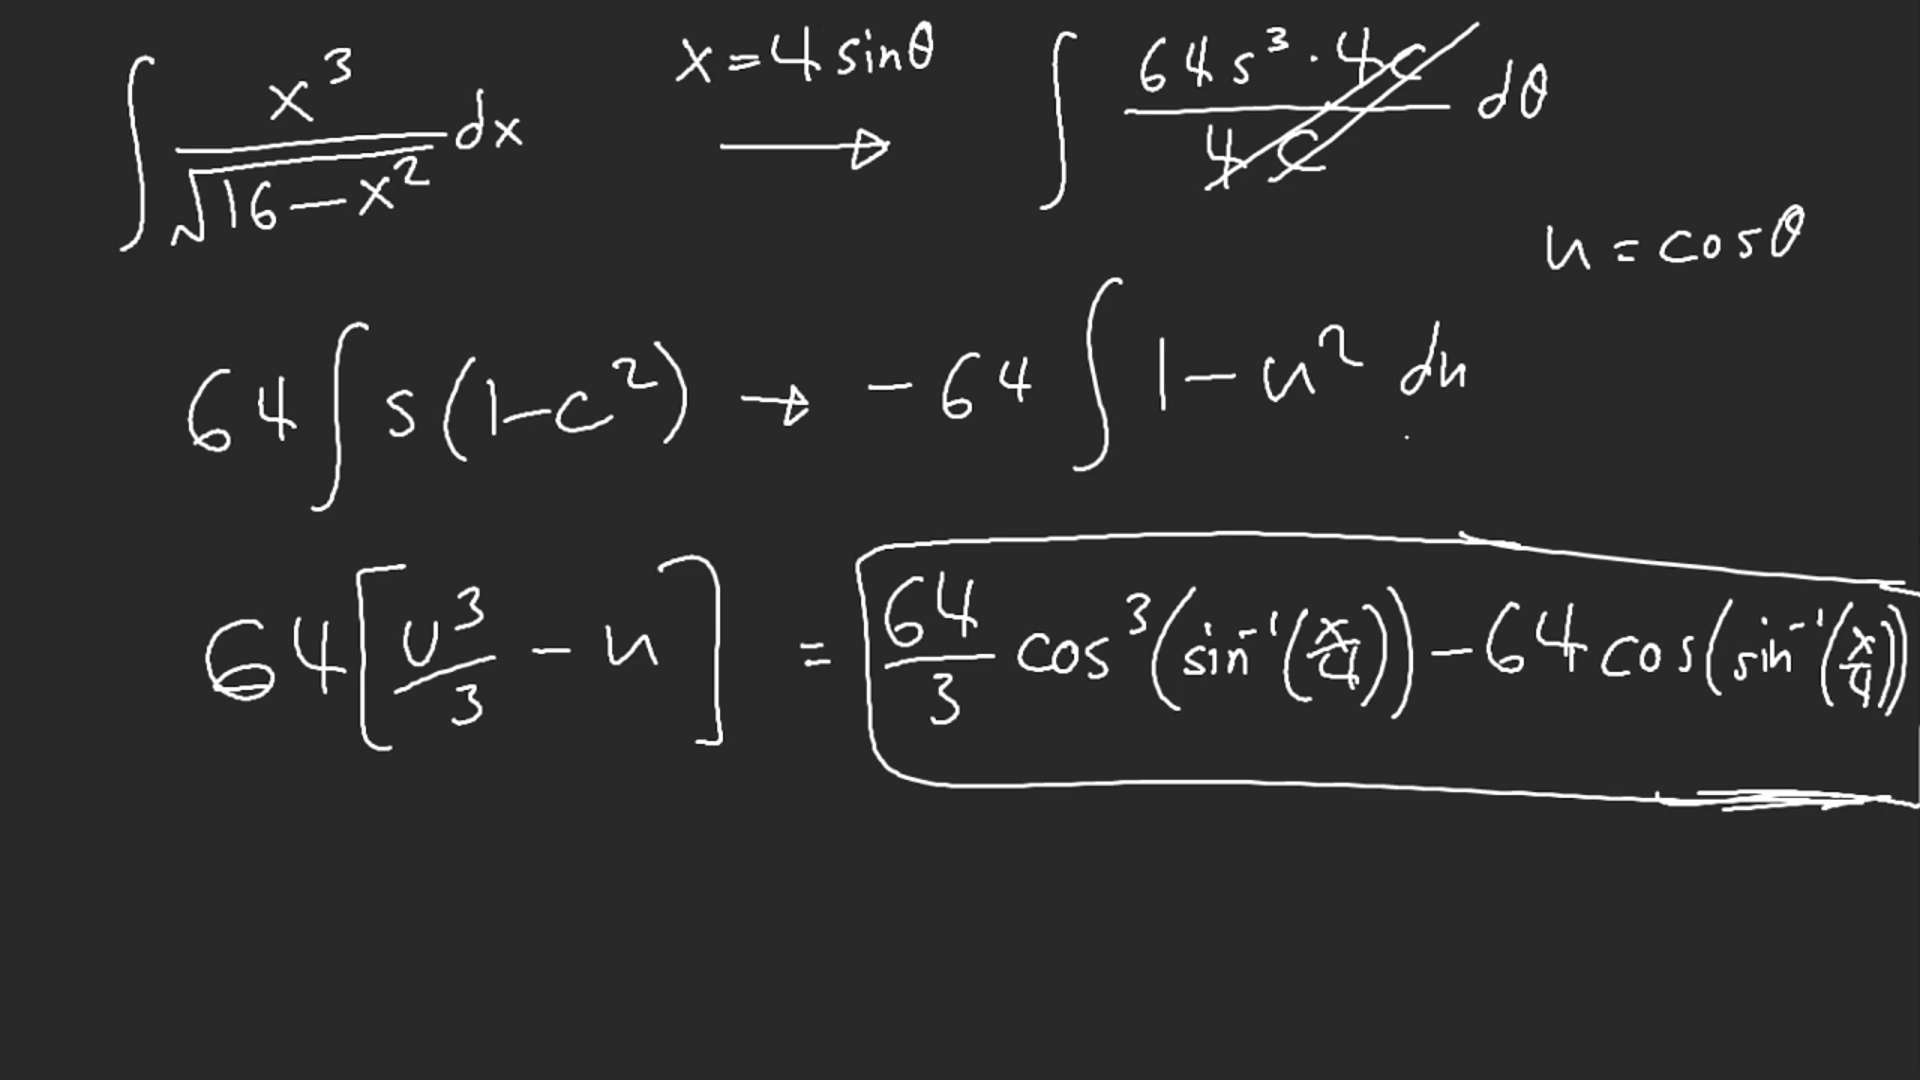 ∫ x³/√(16−x²) dx   x=4sinθ →   ∫ 64s³·4c/4c dθ
u=cosθ
64∫s(1−c²) → −64∫1−u² du
64[u³/3 − u] = 64/3 cos³(sin⁻¹(x/4)) − 64cos(sin⁻¹(x/4))